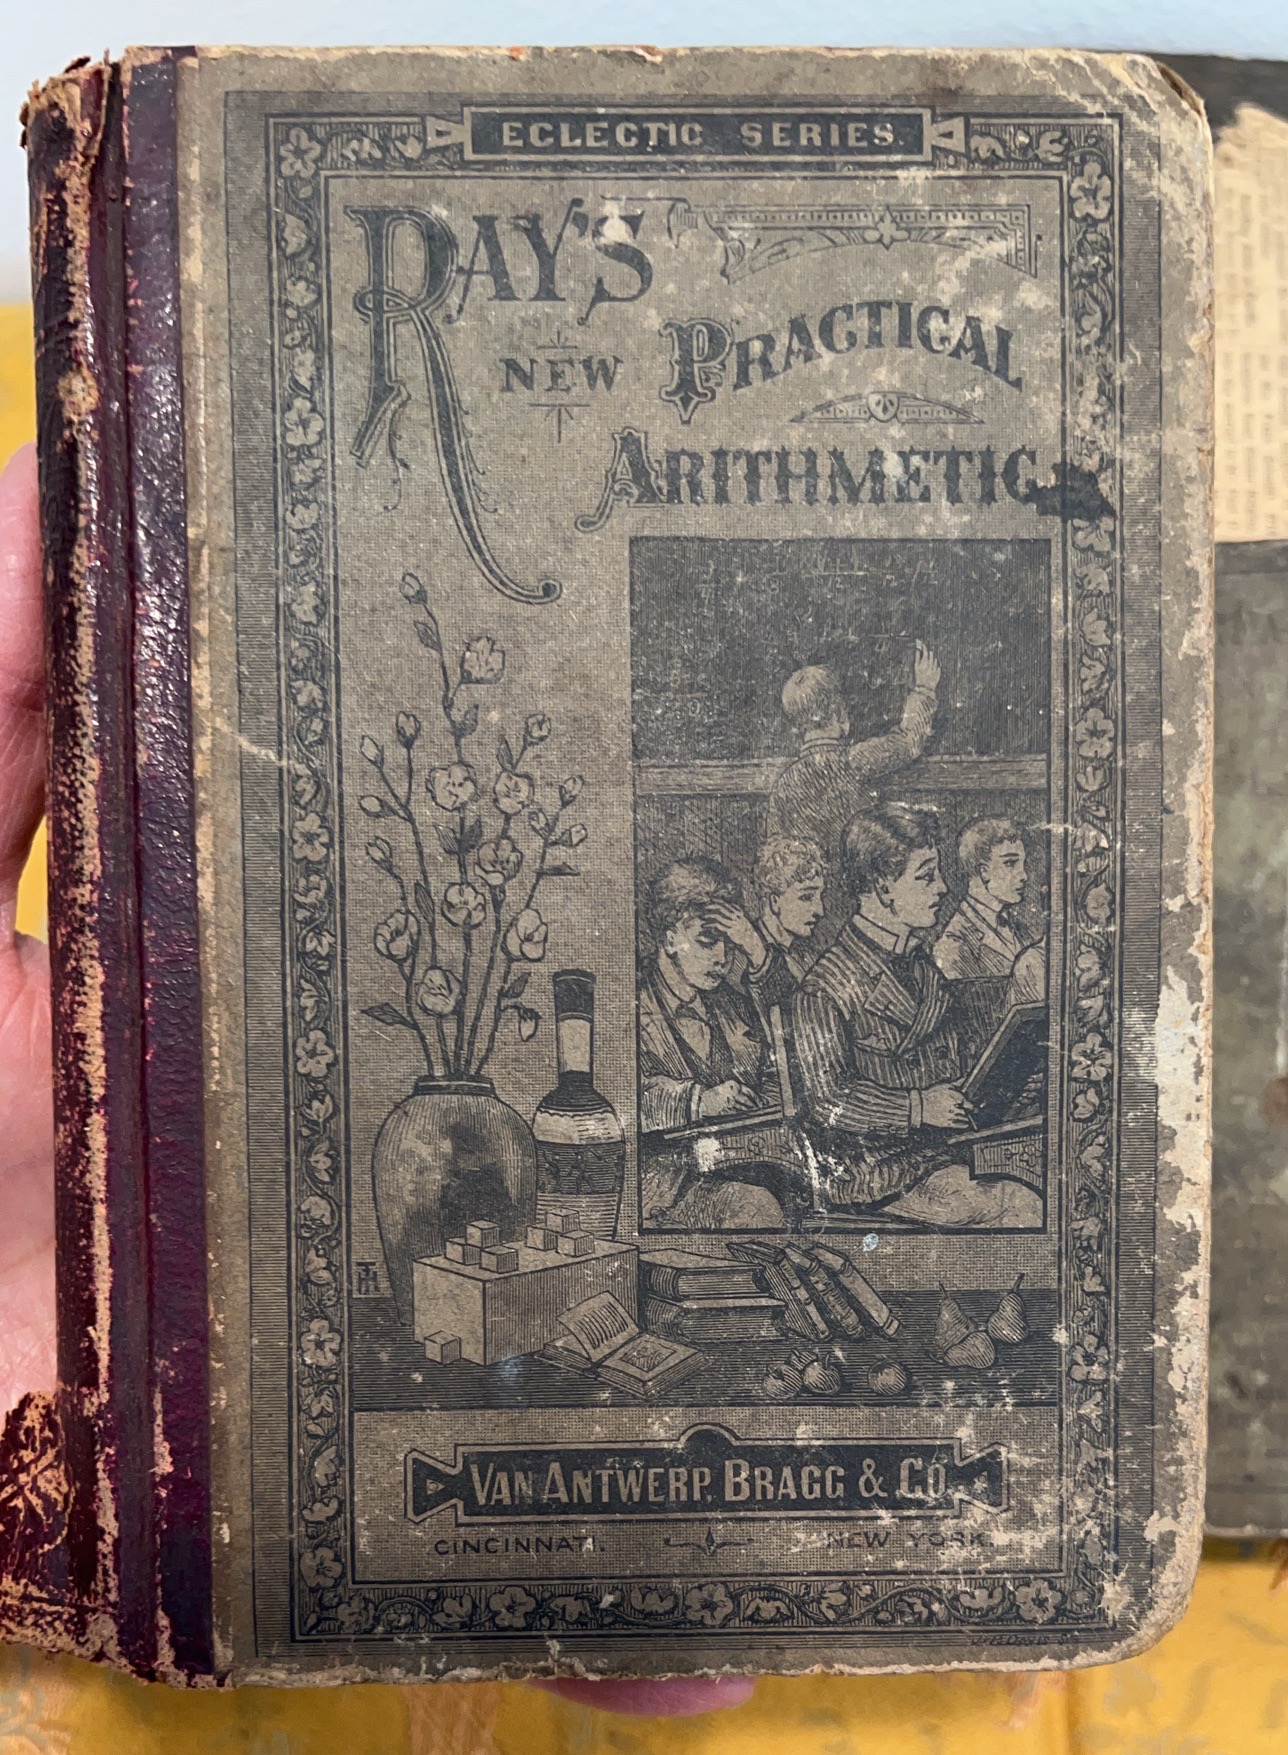 ECLECTIC SERIES.
RAY'S
NEW PRACTICAL
ARITHMETIC
VAN ANTWERP, BRAGG & CO.
CINCINNATI. NEW YORK.